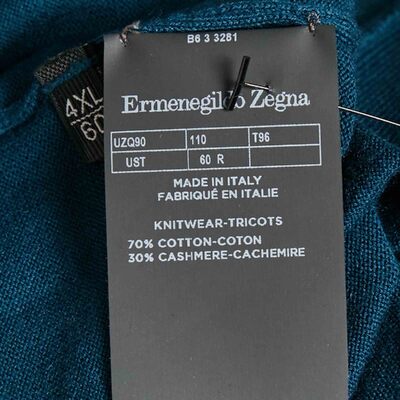 B6 3 3281
4XL
60
Ermenegildo Zegna
UZQ90 110 T96
UST 60 R
MADE IN ITALY
FABRIQUÉ EN ITALIE
KNITWEAR-TRICOTS
70% COTTON-COTON
30% CASHMERE-CACHEMIRE